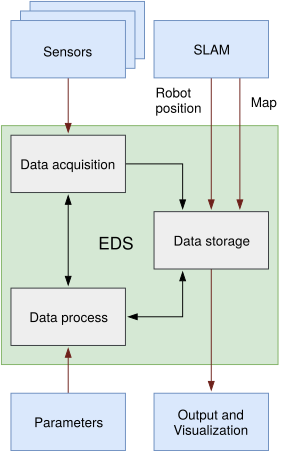 Sensors
SLAM
Robot
position
Map
Data acquisition
EDS
Data storage
Data process
Parameters
Output and
Visualization